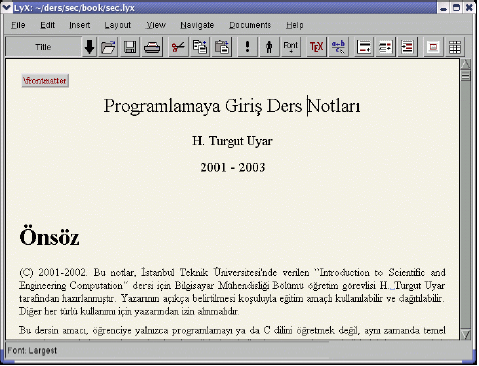 LyX: ~/ders/sec/book/sec.lyx
File Edit Insert Layout View Navigate Documents Help
Title
Font
TEX
a-b-c
\frontmatter
Programlamaya Giriş Ders Notları
H. Turgut Uyar
2001 - 2003
Önsöz
(C) 2001-2002. Bu notlar, İstanbul Teknik Üniversitesi'nde verilen “Introduction to Scientific and
Engineering Computation” dersi için Bilgisayar Mühendisliği Bölümü öğretim görevlisi H. Turgut Uyar
tarafından hazırlanmıştır. Yazarının açıkça belirtilmesi koşuluyla eğitim amaçlı kullanılabilir ve dağıtılabilir.
Diğer her türlü kullanımı için yazarından izin alınmalıdır.
Bu dersin amacı, öğrenciye yalnızca programlamayı ya da C dilini öğretmek değil, aynı zamanda temel
Font: Largest